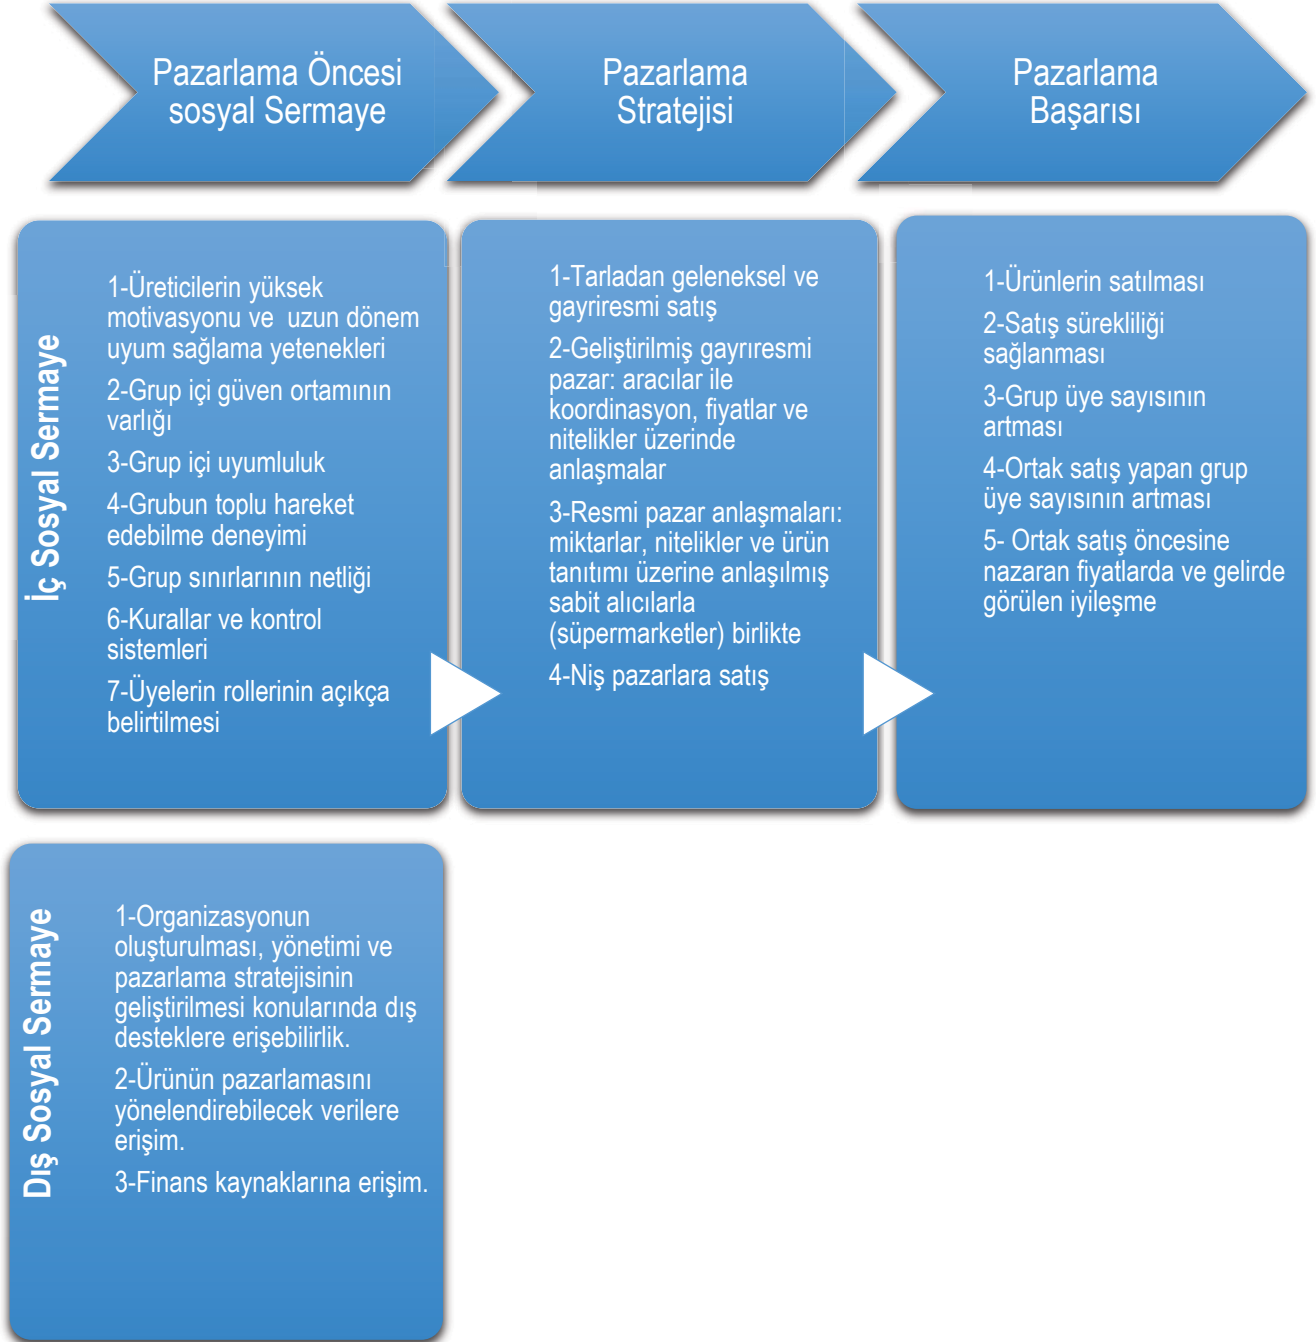 Pazarlama Öncesi
sosyal Sermaye
Pazarlama
Stratejisi
Pazarlama
Başarısı
İç Sosyal Sermaye
1-Üreticilerin yüksek
motivasyonu ve uzun dönem
uyum sağlama yetenekleri
2-Grup içi güven ortamının
varlığı
3-Grup içi uyumluluk
4-Grubun toplu hareket
edebilme deneyimi
5-Grup sınırlarının netliği
6-Kurallar ve kontrol
sistemleri
7-Üyelerin rollerinin açıkça
belirtilmesi
1-Tarladan geleneksel ve
gayriresmi satış
2-Geliştirilmiş gayrıresmi
pazar: aracılar ile
koordinasyon, fiyatlar ve
nitelikler üzerinde
anlaşmalar
3-Resmi pazar anlaşmaları:
miktarlar, nitelikler ve ürün
tanıtımı üzerine anlaşılmış
sabit alıcılarla
(süpermarketler) birlikte
4-Niş pazarlara satış
1-Ürünlerin satılması
2-Satış sürekliliği
sağlanması
3-Grup üye sayısının
artması
4-Ortak satış yapan grup
üye sayısının artması
5- Ortak satış öncesine
nazaran fiyatlarda ve gelirde
görülen iyileşme
Dış Sosyal Sermaye
1-Organizasyonun
oluşturulması, yönetimi ve
pazarlama stratejisinin
geliştirilmesi konularında dış
desteklere erişebilirlik.
2-Ürünün pazarlamasını
yönelendirebilecek verilere
erişim.
3-Finans kaynaklarına erişim.